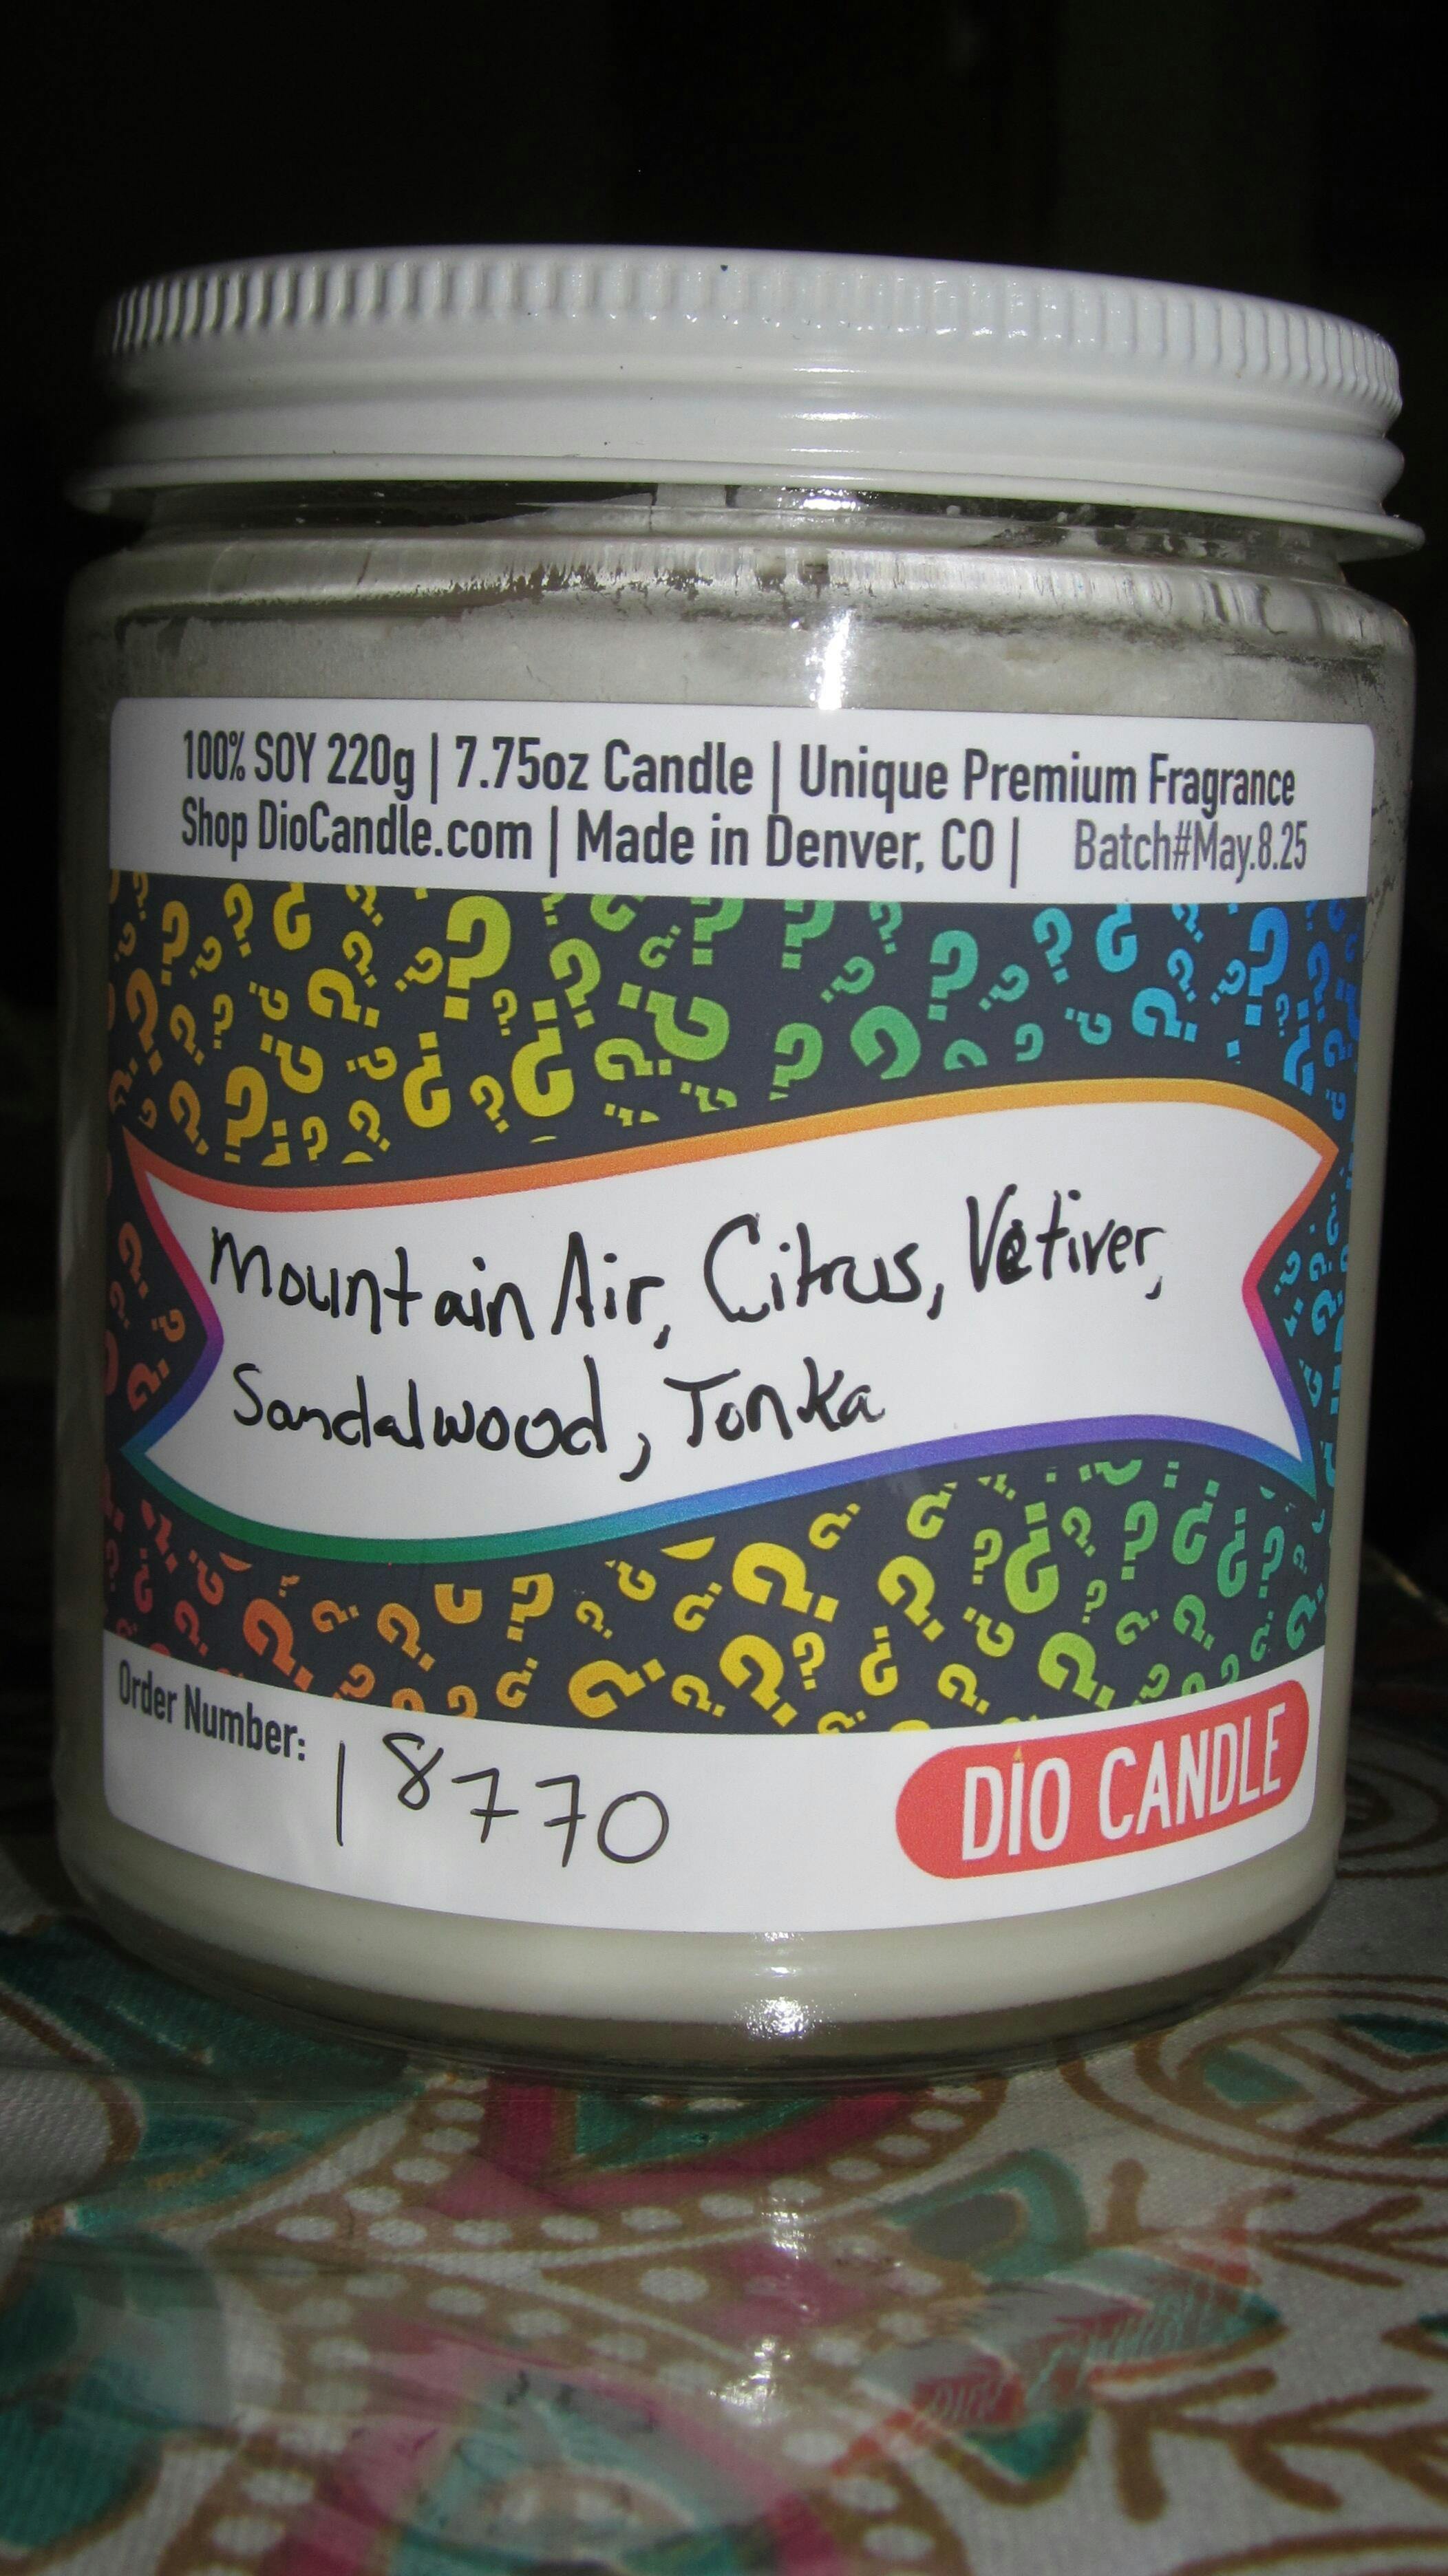 100% SOY 220g | 7.75oz Candle | Unique Premium Fragrance
Shop DioCandle.com | Made in Denver, CO | Batch#May.8.25
Mountain Air, Citrus, Vetiver,
Sandalwood, Tonka
Order Number: 18770
DIO CANDLE